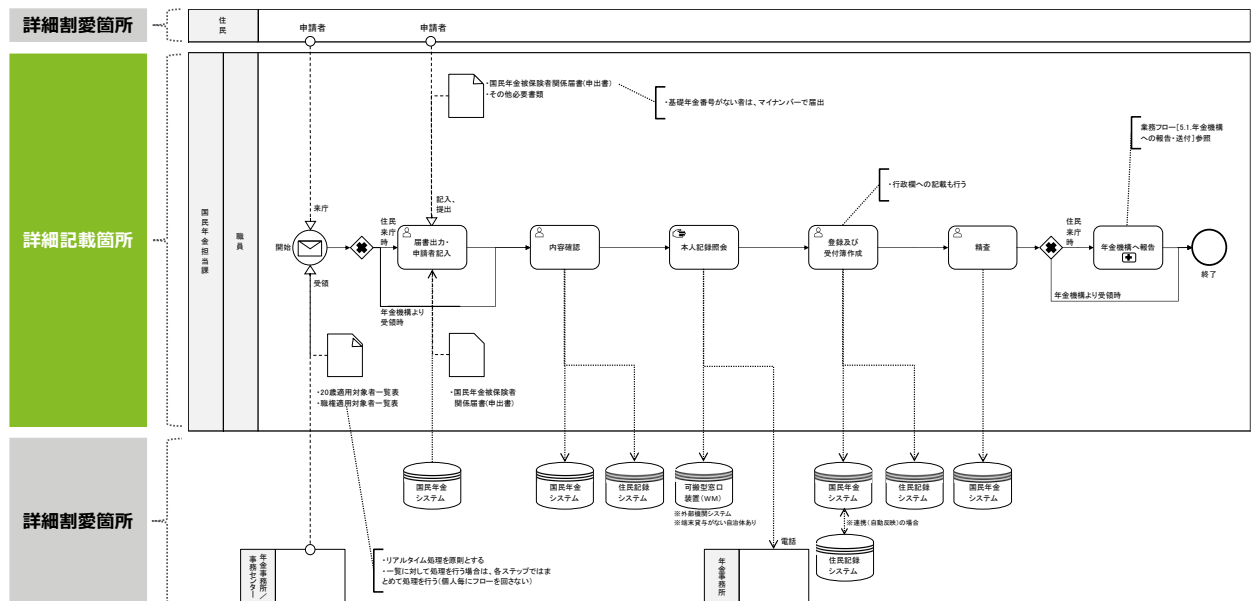 詳細割愛箇所
住民
申請者
申請者
詳細記載箇所
国民年金担当課
職員
・国民年金被保険者関係届書(申出書)
・その他必要書類
・基礎年金番号がない者は、マイナンバーで届出
業務フロー[5.1.年金機構
への報告・送付]参照
・行政欄への記載も行う
来庁
記入、
提出
開始
住民
来庁
時
届書出力・
申請者記入
内容確認
本人記録照会
登録及び
受付簿作成
精査
住民
来庁
時
年金機構へ報告
終了
受領
年金機構より
受領時
年金機構より受領時
・20歳適用対象者一覧表
・職権適用対象者一覧表
・国民年金被保険者
関係届書(申出書)
詳細割愛箇所
国民年金
システム
国民年金
システム
住民記録
システム
可搬型窓口
装置(WM)
※外部機関システム
※端末貸与がない自治体あり
国民年金
システム
住民記録
システム
国民年金
システム
※連携(自動反映)の場合
住民記録
システム
電話
年金事務所/
事務センター
・リアルタイム処理を原則とする
・一覧に対して処理を行う場合は、各ステップではま
とめて処理を行う(個人毎にフローを回さない)
年金事務所